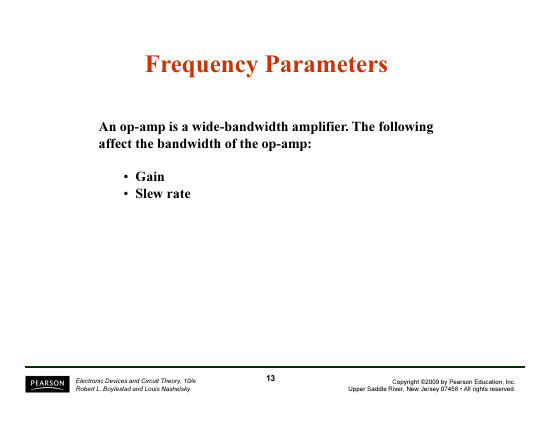 Frequency Parameters
An op-amp is a wide-bandwidth amplifier. The following
affect the bandwidth of the op-amp:
• Gain
• Slew rate
PEARSON
Electronic Devices and Circuit Theory, 10/e
Robert L. Boylestad and Louis Nashelsky
13
Copyright ©2009 by Pearson Education, Inc.
Upper Saddle River, New Jersey 07458 • All rights reserved.